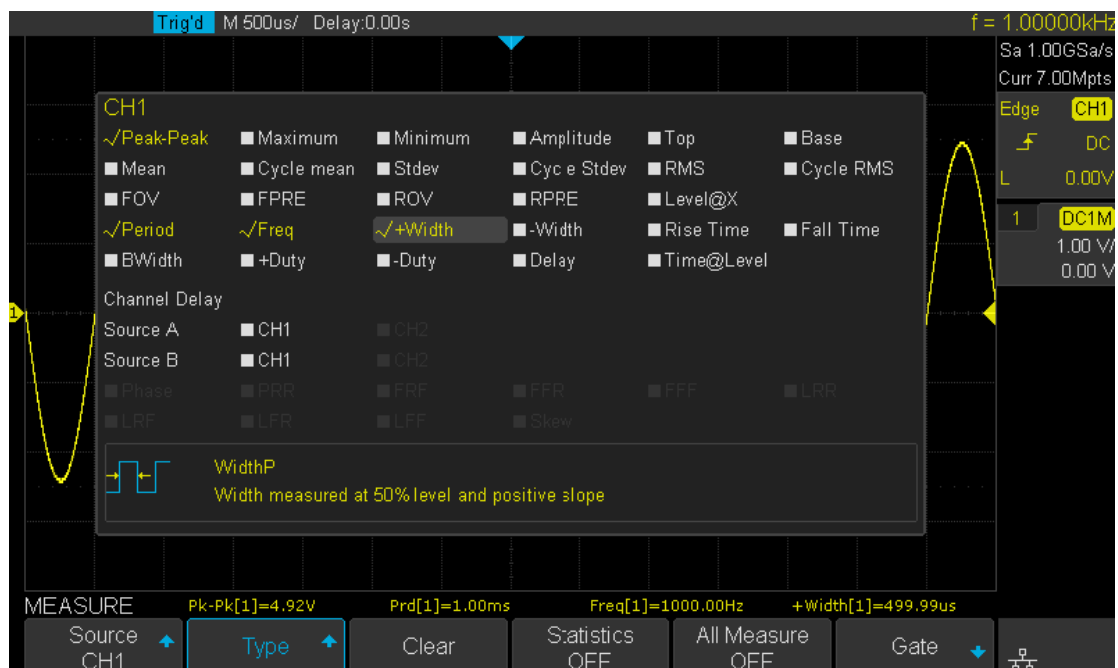 Trig'd M 500us/ Delay:0.00s f = 1.00000kHz
Sa 1.00GSa/s
Curr 7.00Mpts
Edge CH1
DC
L 0.00V
1 DC1M
1.00 V/
0.00 V
CH1
Peak-Peak Maximum Minimum Amplitude Top Base
Mean Cycle mean Stdev Cyc e Stdev RMS Cycle RMS
FOV FPRE ROV RPRE Level@X
Period Freq +Width -Width Rise Time Fall Time
BWidth +Duty -Duty Delay Time@Level
Channel Delay
Source A CH1 CH2
Source B CH1 CH2
Phase PRR FRF FFR FFF LRR
LRF LFR LFF Skew
WidthP
Width measured at 50% level and positive slope
1
MEASURE Pk-Pk[1]=4.92V Prd[1]=1.00ms Freq[1]=1000.00Hz +Width[1]=499.99us
Source CH1
Type
Clear
Statistics OFF
All Measure OFF
Gate